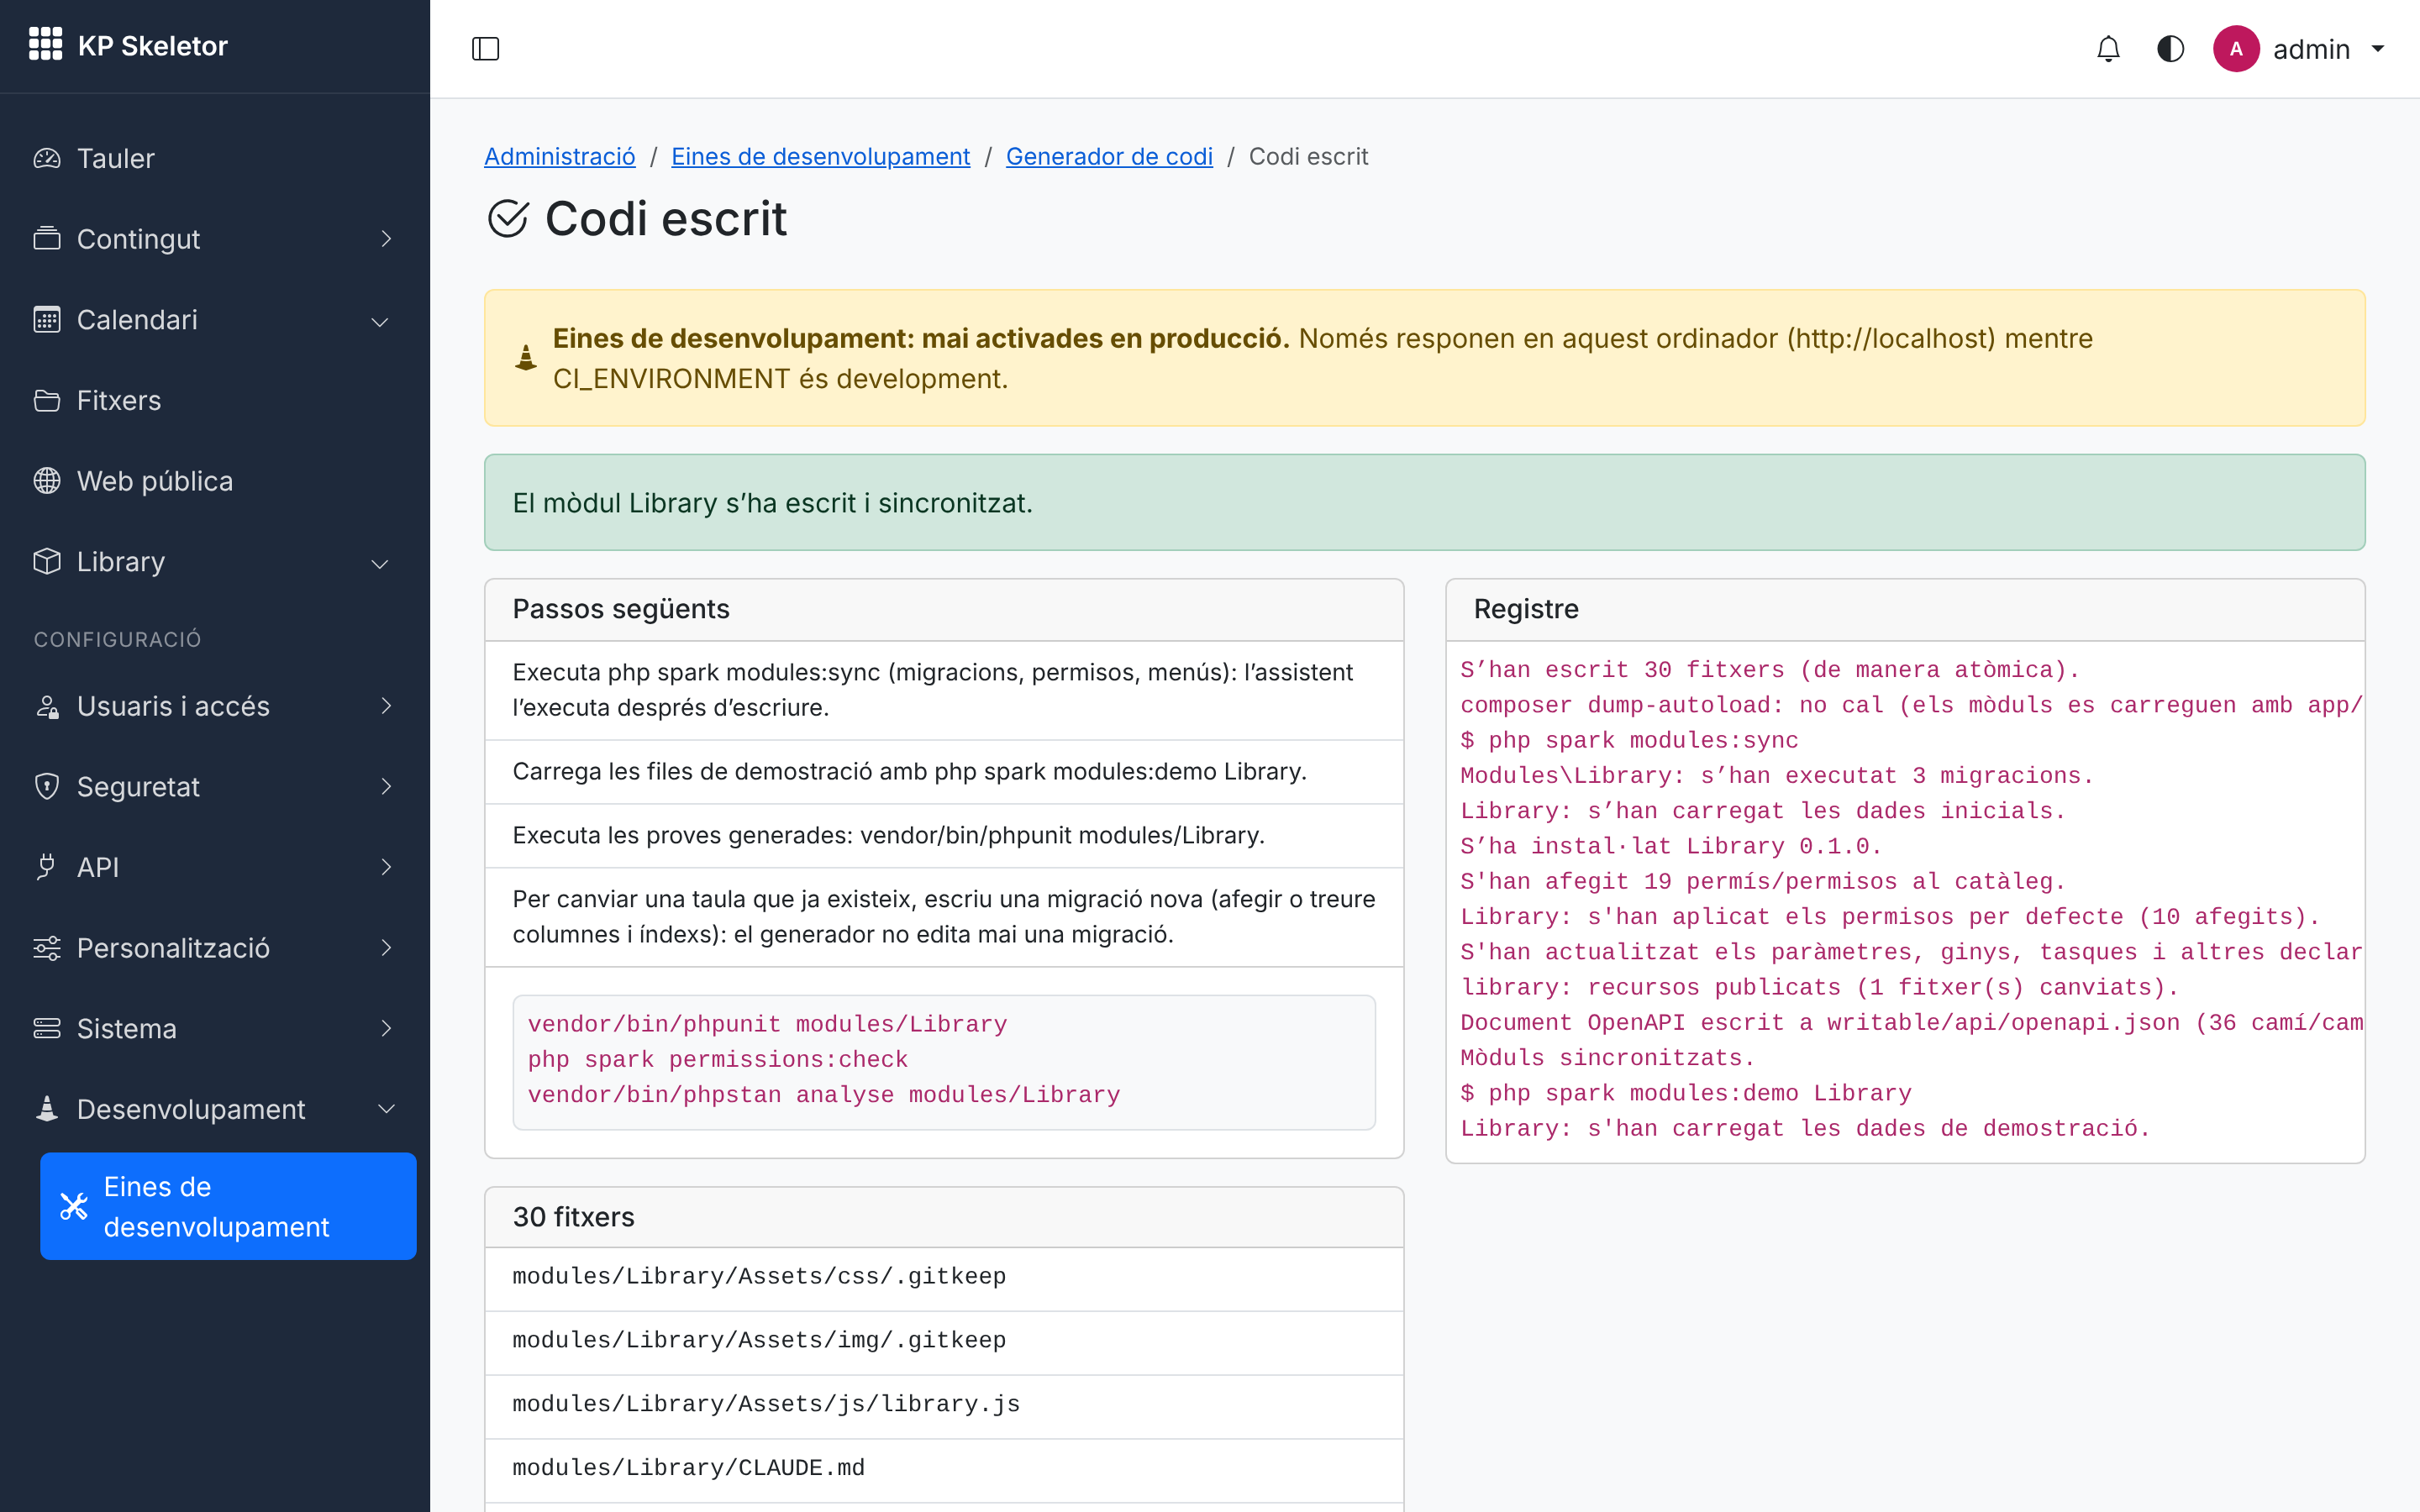 KP Skeletor
Tauler
Contingut
Calendari
Fitxers
Web pública
Library
CONFIGURACIÓ
Usuaris i accés
Seguretat
API
Personalització
Sistema
Desenvolupament
Eines de
desenvolupament
A admin
Administració / Eines de desenvolupament / Generador de codi / Codi escrit
Codi escrit
Eines de desenvolupament: mai activades en producció. Només responen en aquest ordinador (http://localhost) mentre
CI_ENVIRONMENT és development.
El mòdul Library s’ha escrit i sincronitzat.
Passos següents
Executa php spark modules:sync (migracions, permisos, menús): l’assistent
l’executa després d’escriure.
Carrega les files de demostració amb php spark modules:demo Library.
Executa les proves generades: vendor/bin/phpunit modules/Library.
Per canviar una taula que ja existeix, escriu una migració nova (afegir o treure
columnes i índexs): el generador no edita mai una migració.
vendor/bin/phpunit modules/Library
php spark permissions:check
vendor/bin/phpstan analyse modules/Library
30 fitxers
modules/Library/Assets/css/.gitkeep
modules/Library/Assets/img/.gitkeep
modules/Library/Assets/js/library.js
modules/Library/CLAUDE.md
Registre
S’han escrit 30 fitxers (de manera atòmica).
composer dump-autoload: no cal (els mòduls es carreguen amb app/
$ php spark modules:sync
Modules\Library: s’han executat 3 migracions.
Library: s’han carregat les dades inicials.
S’ha instal·lat Library 0.1.0.
S'han afegit 19 permís/permisos al catàleg.
Library: s'han aplicat els permisos per defecte (10 afegits).
S'han actualitzat els paràmetres, ginys, tasques i altres declar
library: recursos publicats (1 fitxer(s) canviats).
Document OpenAPI escrit a writable/api/openapi.json (36 camí/cam
Mòduls sincronitzats.
$ php spark modules:demo Library
Library: s'han carregat les dades de demostració.